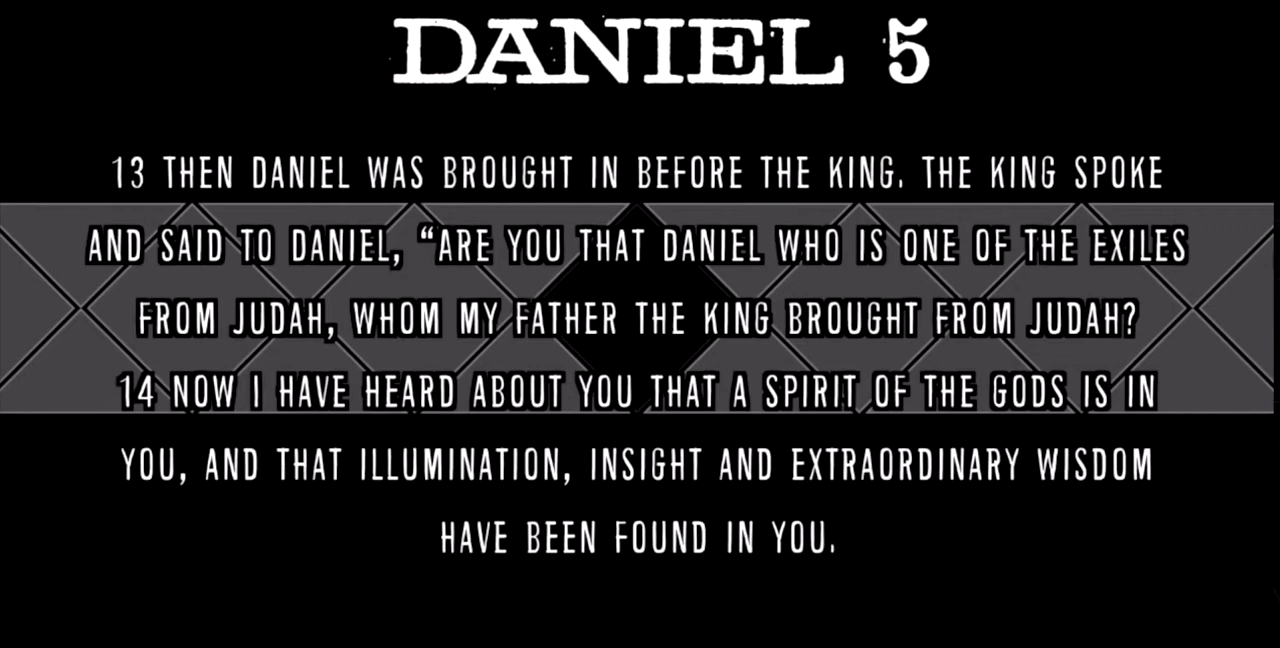 DANIEL 5
13 THEN DANIEL WAS BROUGHT IN BEFORE THE KING. THE KING SPOKE
AND SAID TO DANIEL, “ARE YOU THAT DANIEL WHO IS ONE OF THE EXILES
FROM JUDAH, WHOM MY FATHER THE KING BROUGHT FROM JUDAH?
14 NOW I HAVE HEARD ABOUT YOU THAT A SPIRIT OF THE GODS IS IN
YOU, AND THAT ILLUMINATION, INSIGHT AND EXTRAORDINARY WISDOM
HAVE BEEN FOUND IN YOU.